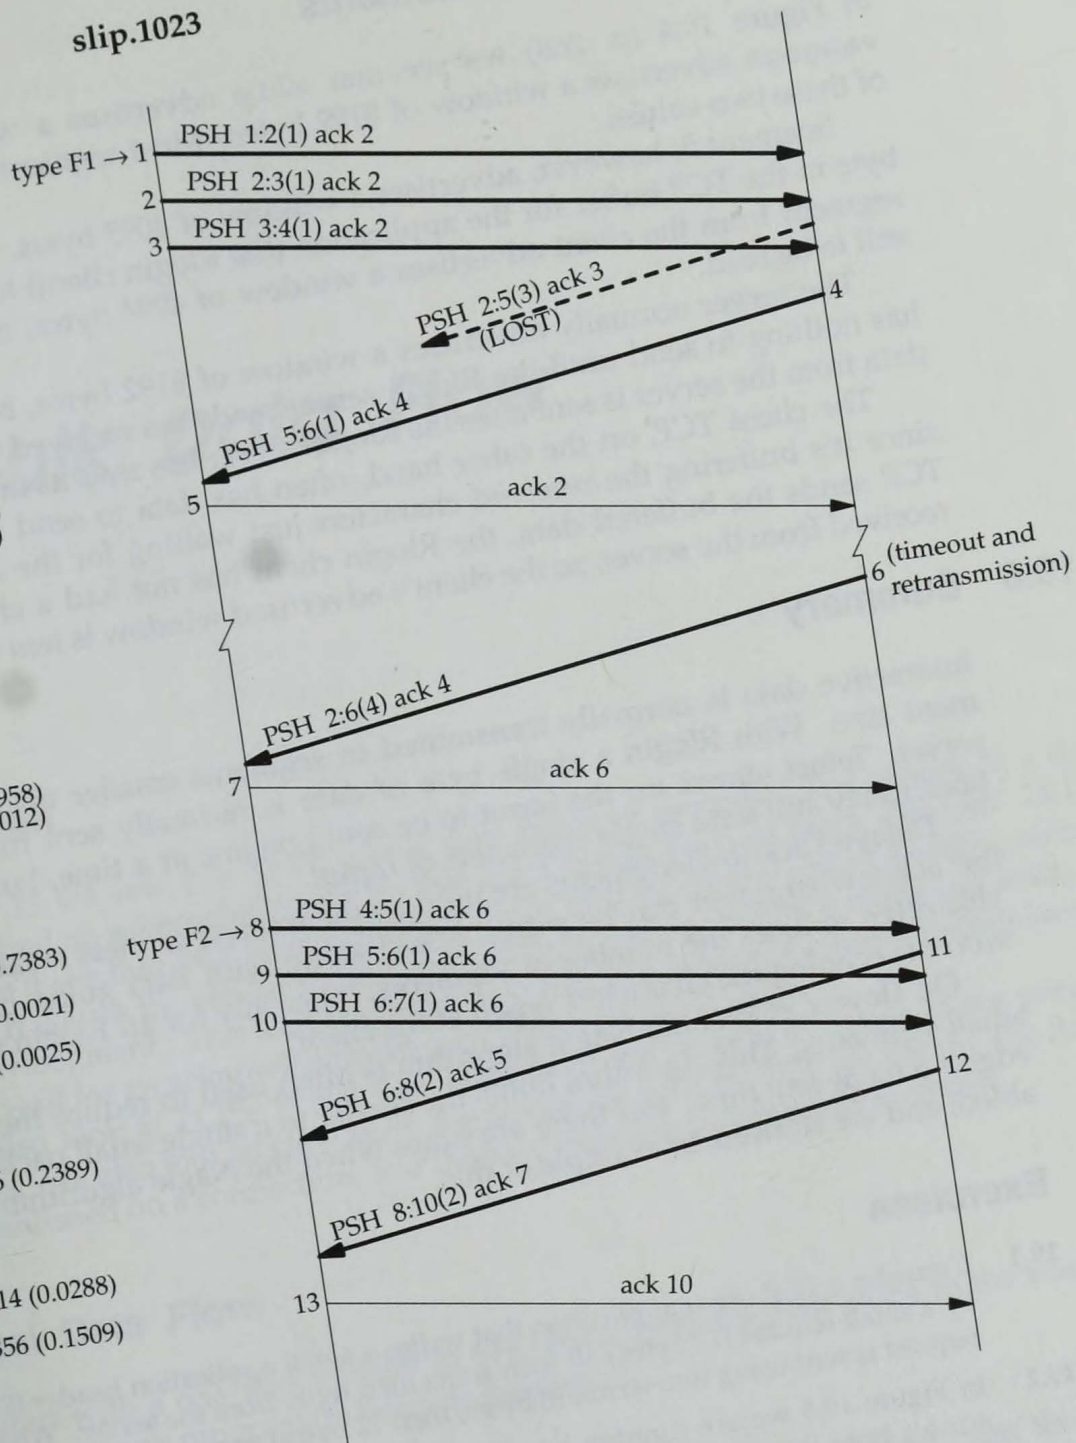 slip.1023
PSH 1:2(1) ack 2
type F1 → 1
PSH 2:3(1) ack 2
2
PSH 3:4(1) ack 2
3
PSH 2:5(3) ack 3
(LOST)
4
PSH 5:6(1) ack 4
5
ack 2
6 (timeout and
retransmission)
PSH 2:6(4) ack 4
7
ack 6
958)
012)
PSH 4:5(1) ack 6
type F2 → 8
.7383)
PSH 5:6(1) ack 6
11
9
0.0021)
PSH 6:7(1) ack 6
10
(0.0025)
PSH 6:8(2) ack 5
12
(0.2389)
PSH 8:10(2) ack 7
14 (0.0288)
13
ack 10
556 (0.1509)